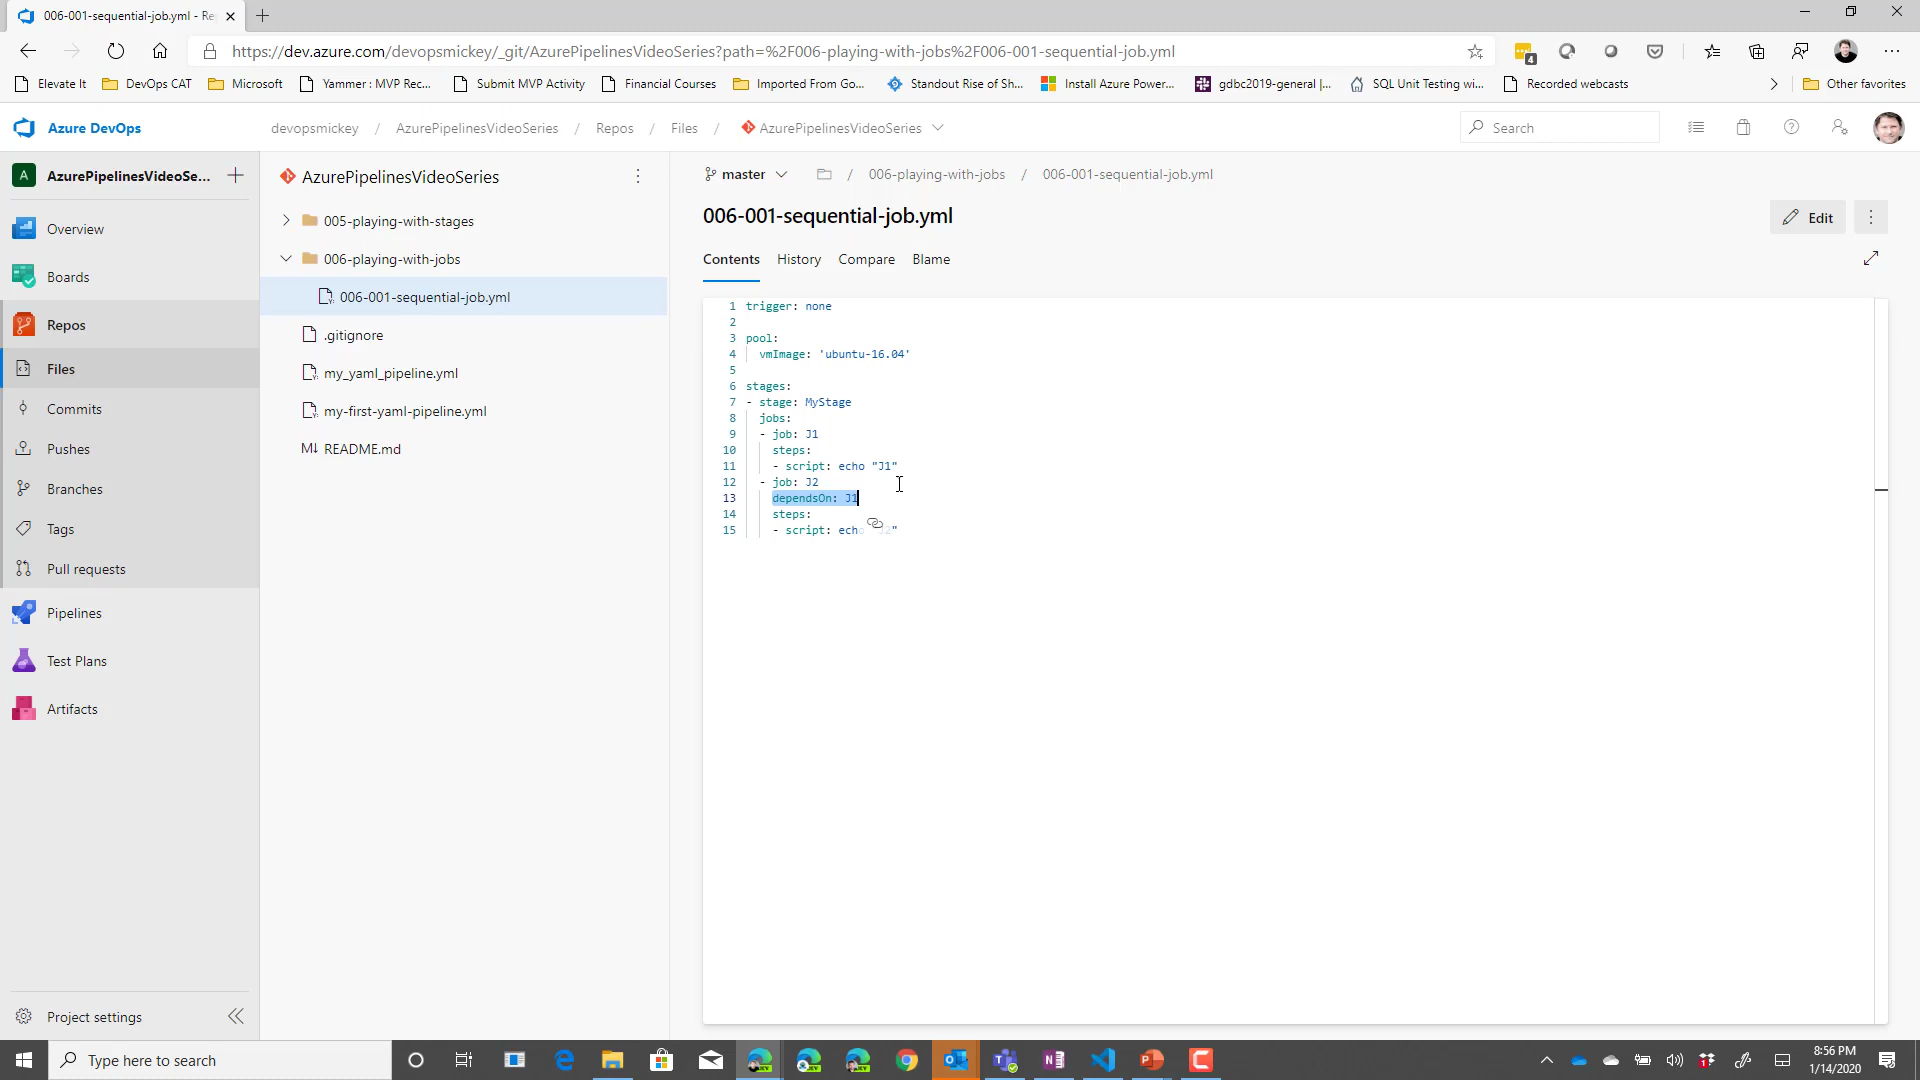 006-001-sequential-job.yml - Re
https://dev.azure.com/devopsmickey/_git/AzurePipelinesVideoSeries?path=%2F006-playing-with-jobs%2F006-001-sequential-job.yml
4
Elevate It DevOps CAT Microsoft Yammer : MVP Rec... Submit MVP Activity Financial Courses Imported From Go... Standout Rise of Sh... Install Azure Power... gdbc2019-general |... SQL Unit Testing wi... Recorded webcasts Other favorites
Azure DevOps devopsmickey / AzurePipelinesVideoSeries / Repos / Files / AzurePipelinesVideoSeries Search
A AzurePipelinesVideoSe...
Overview
Boards
Repos
Files
Commits
Pushes
Branches
Tags
Pull requests
Pipelines
Test Plans
Artifacts
Project settings
AzurePipelinesVideoSeries
005-playing-with-stages
006-playing-with-jobs
006-001-sequential-job.yml
.gitignore
my_yaml_pipeline.yml
my-first-yaml-pipeline.yml
M↓ README.md
master / 006-playing-with-jobs / 006-001-sequential-job.yml
006-001-sequential-job.yml
Edit
Contents History Compare Blame
1 trigger: none
2
3 pool:
4 vmImage: 'ubuntu-16.04'
5
6 stages:
7 - stage: MyStage
8 jobs:
9 - job: J1
10 steps:
11 - script: echo "J1"
12 - job: J2
13 dependsOn: J1
14 steps:
15 - script: echo "J2"
Type here to search
8:56 PM
1/14/2020